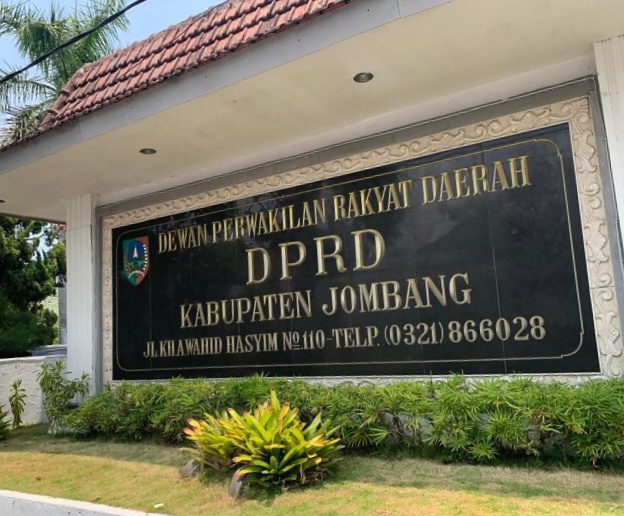 DEWAN PERWAKILAN RAKYAT DAERAH
DPRD
KABUPATEN JOMBANG
JL.KH.WAHID HASYIM No.110-TELP. (0321) 866028